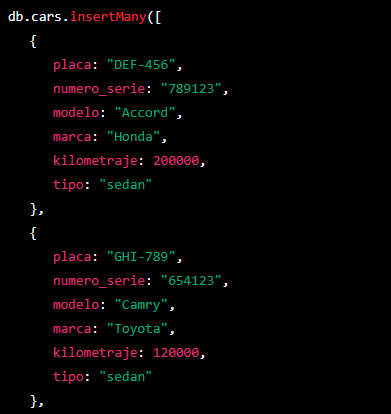 db.cars.insertMany([
{
placa: "DEF-456",
numero_serie: "789123",
modelo: "Accord",
marca: "Honda",
kilometraje: 200000,
tipo: "sedan"
},
{
placa: "GHI-789",
numero_serie: "654123",
modelo: "Camry",
marca: "Toyota",
kilometraje: 120000,
tipo: "sedan"
},